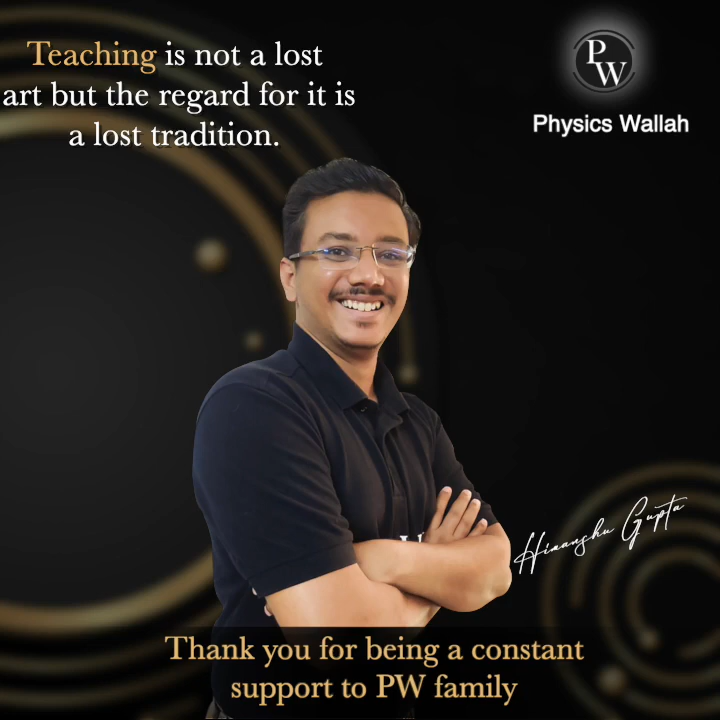 Teaching is not a lost
art but the regard for it is
a lost tradition.
PW
Physics Wallah
Himanshu Gupta
Thank you for being a constant
support to PW family